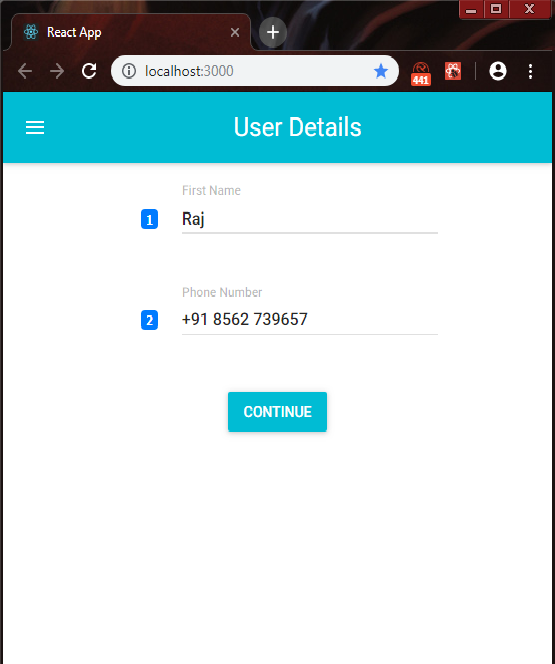 React App
localhost:3000
441
User Details
First Name
1 Raj
Phone Number
2 +91 8562 739657
CONTINUE